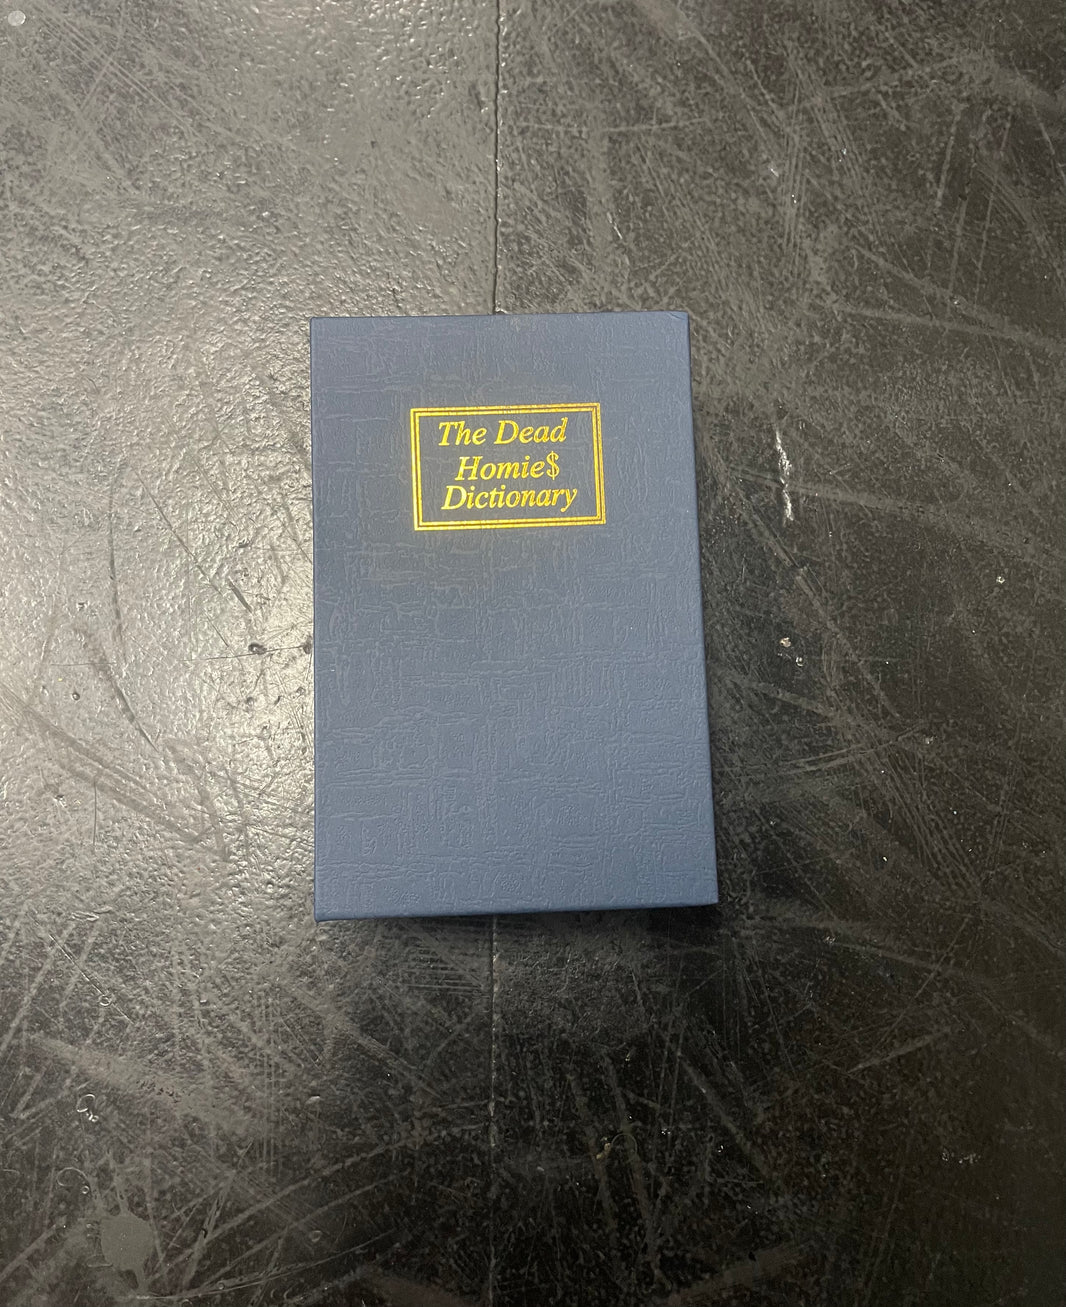 The Dead
Homie$
Dictionary